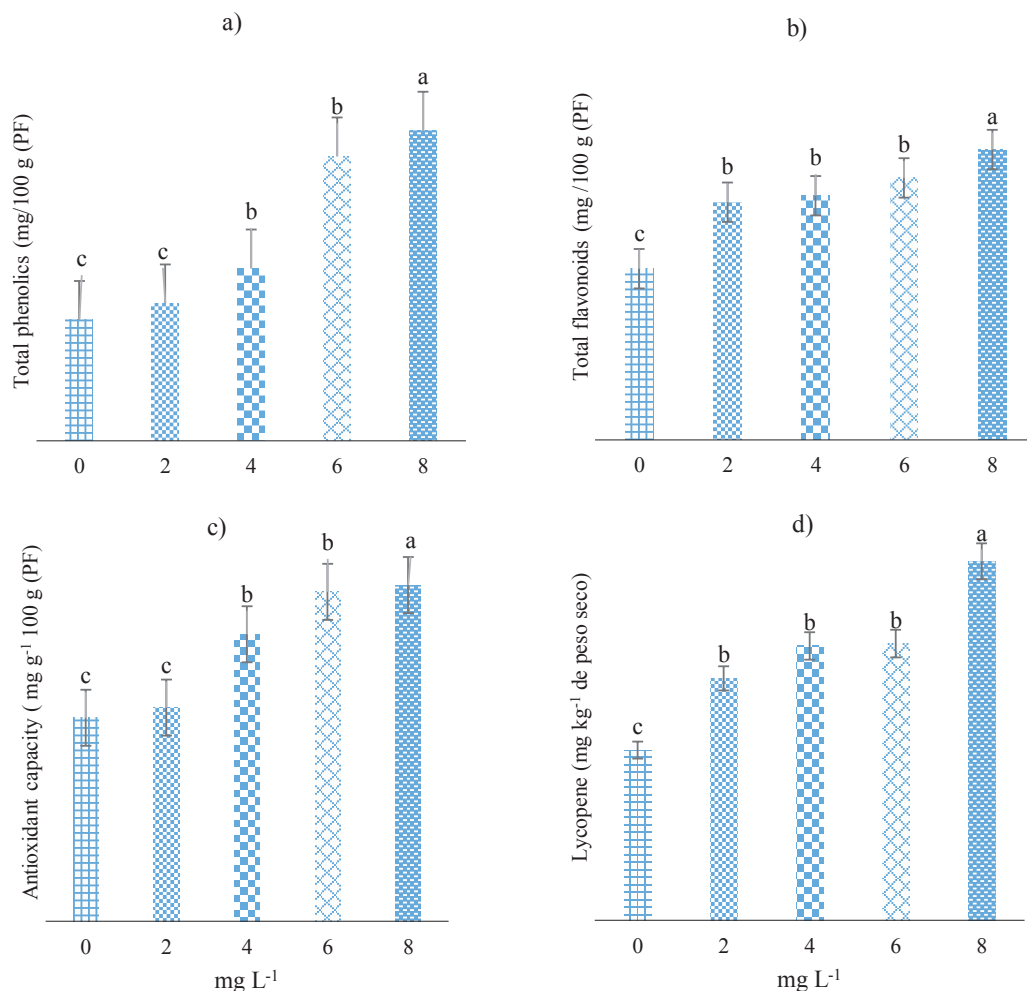 a)
Total phenolics (mg/100 g (PF)
c
c
b
b
a
0 2 4 6 8
b)
Total flavonoids (mg /100 g (PF)
c
b
b
b
a
0 2 4 6 8
c)
Antioxidant capacity ( mg g⁻¹ 100 g (PF)
c
c
b
b
a
0 2 4 6 8
mg L⁻¹
d)
Lycopene (mg kg⁻¹ de peso seco)
c
b
b
b
a
0 2 4 6 8
mg L⁻¹